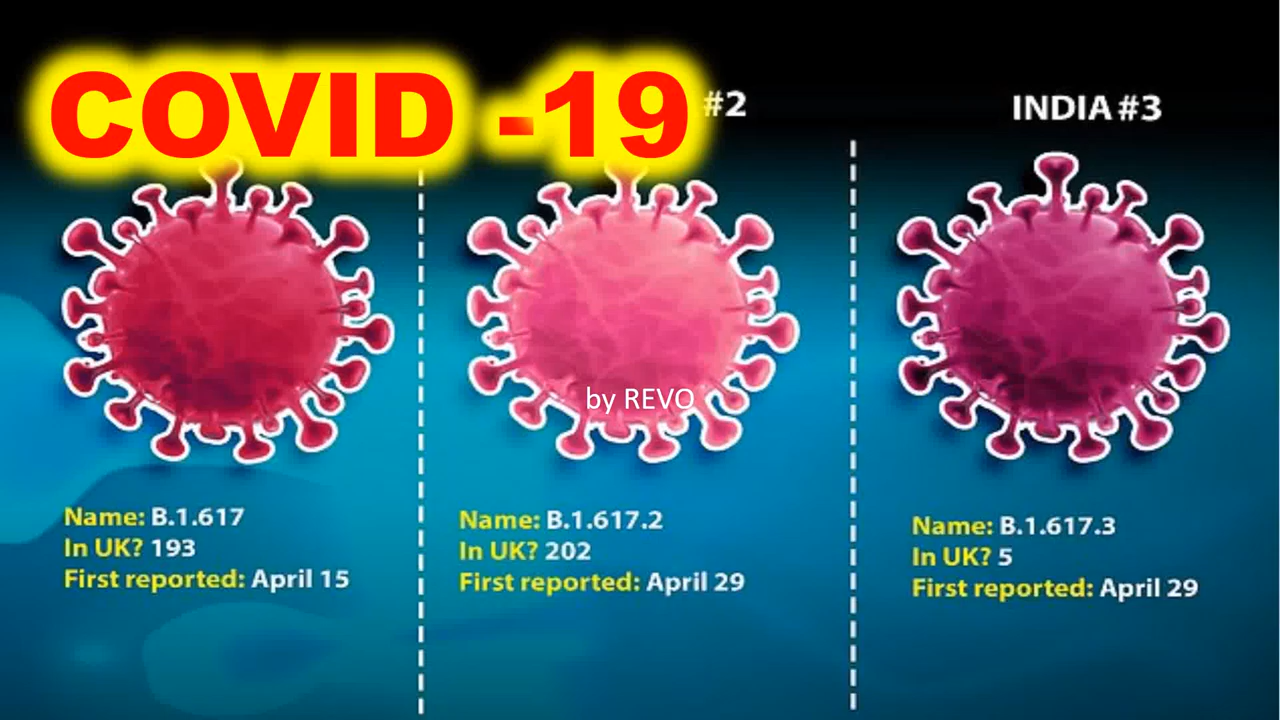 COVID -19
#2
INDIA #3
by REVO
Name: B.1.617
In UK? 193
First reported: April 15
Name: B.1.617.2
In UK? 202
First reported: April 29
Name: B.1.617.3
In UK? 5
First reported: April 29